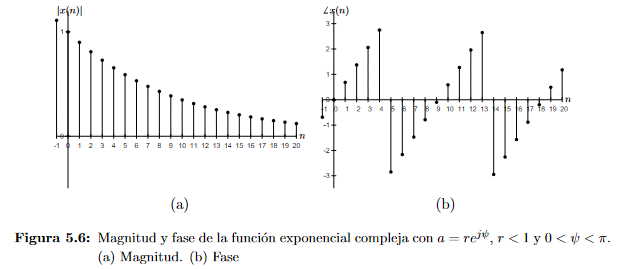 |x(n)|
1
0
-1 0 1 2 3 4 5 6 7 8 9 10 11 12 13 14 15 16 17 18 19 20
n
(a)
∠x(n)
3
2
1
0
-1
-2
-3
-1 0 1 2 3 4 5 6 7 8 9 10 11 12 13 14 15 16 17 18 19 20
n
(b)
Figura 5.6: Magnitud y fase de la función exponencial compleja con a = re^{jψ}, r < 1 y 0 < ψ < π.
(a) Magnitud. (b) Fase